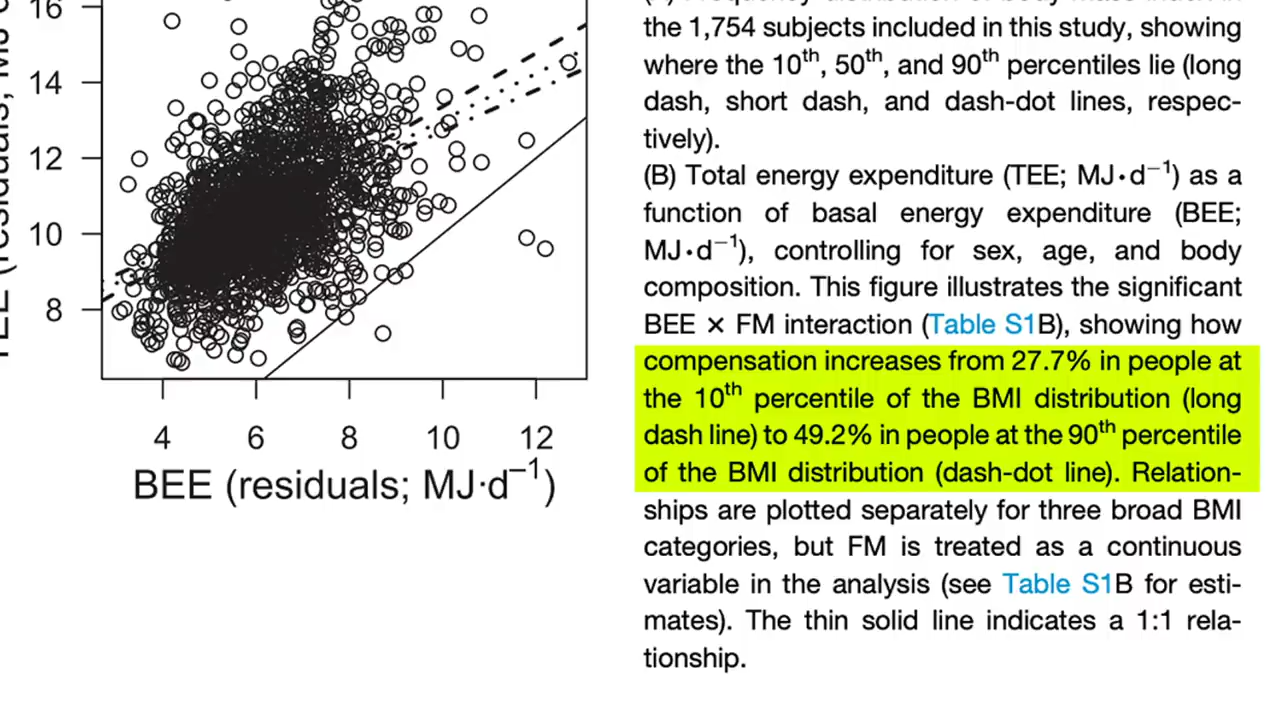 16
14
12
10
8
4 6 8 10 12
BEE (residuals; MJ·d⁻¹)
the 1,754 subjects included in this study, showing
where the 10th, 50th, and 90th percentiles lie (long
dash, short dash, and dash-dot lines, respec-
tively).
(B) Total energy expenditure (TEE; MJ·d⁻¹) as a
function of basal energy expenditure (BEE;
MJ·d⁻¹), controlling for sex, age, and body
composition. This figure illustrates the significant
BEE × FM interaction (Table S1B), showing how
compensation increases from 27.7% in people at
the 10th percentile of the BMI distribution (long
dash line) to 49.2% in people at the 90th percentile
of the BMI distribution (dash-dot line). Relation-
ships are plotted separately for three broad BMI
categories, but FM is treated as a continuous
variable in the analysis (see Table S1B for esti-
mates). The thin solid line indicates a 1:1 rela-
tionship.